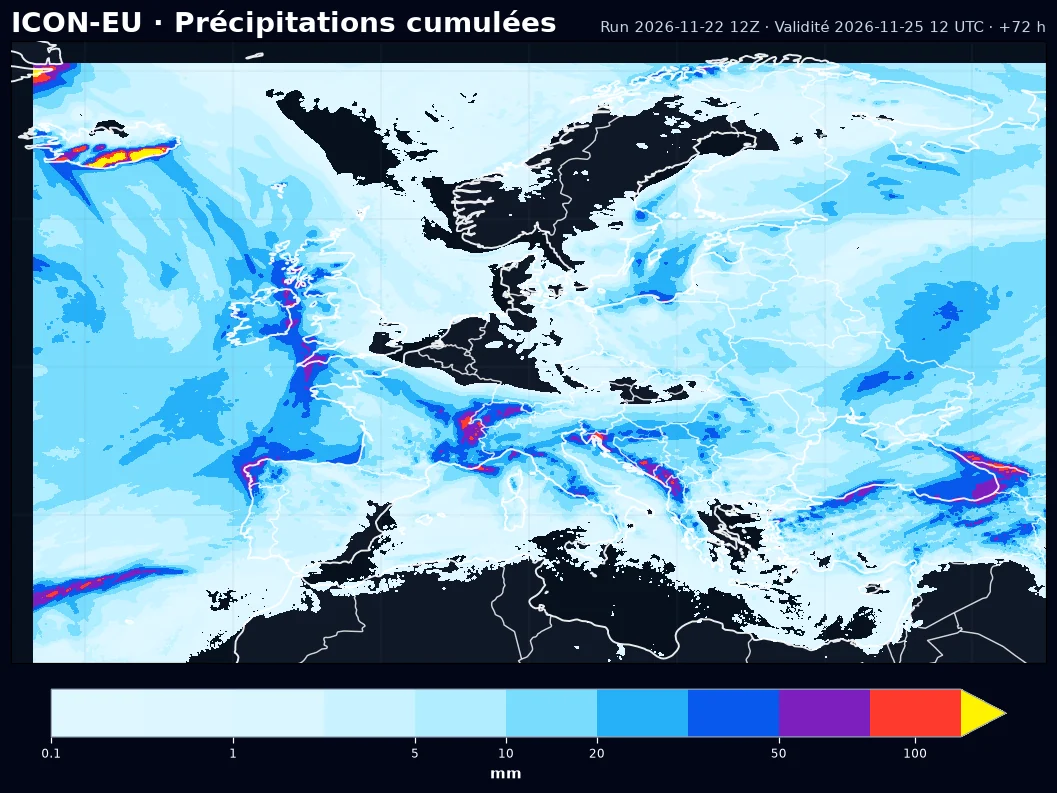 ICON-EU · Précipitations cumulées
Run 2026-11-22 12Z · Validité 2026-11-25 12 UTC · +72 h
0.1 1 5 10 20 50 100
mm